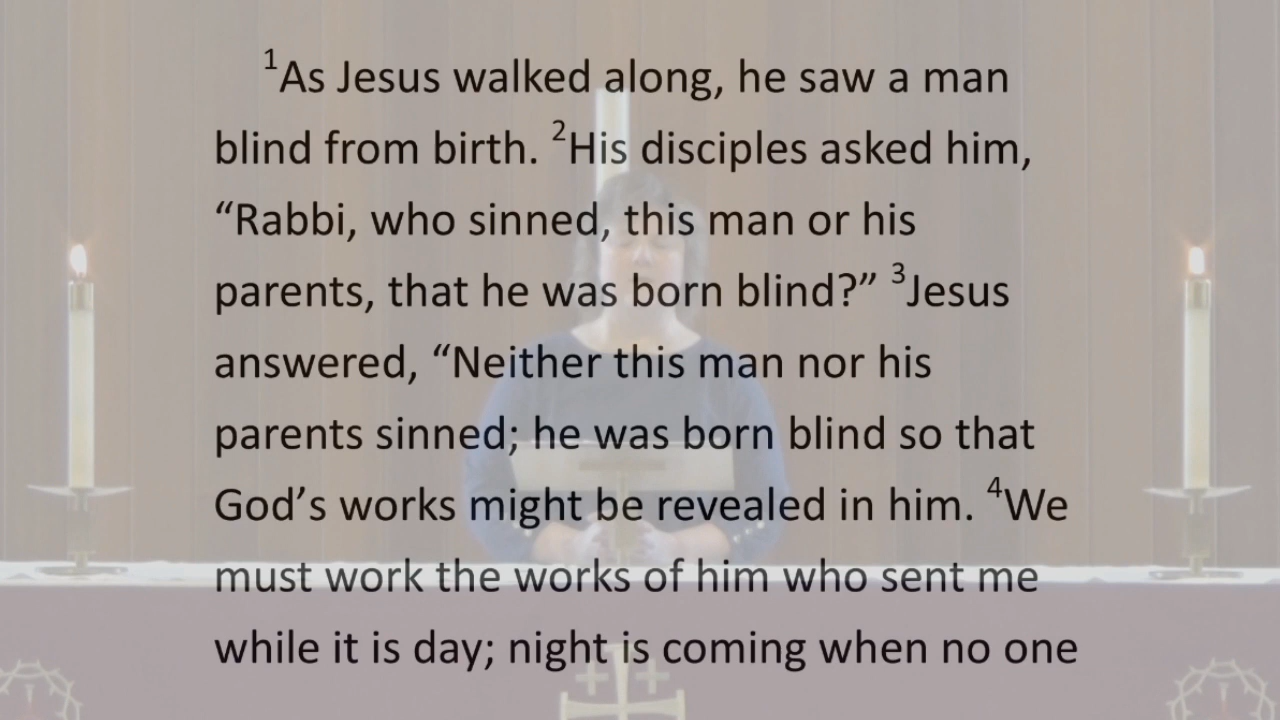 ¹As Jesus walked along, he saw a man
blind from birth. ²His disciples asked him,
“Rabbi, who sinned, this man or his
parents, that he was born blind?” ³Jesus
answered, “Neither this man nor his
parents sinned; he was born blind so that
God’s works might be revealed in him. ⁴We
must work the works of him who sent me
while it is day; night is coming when no one